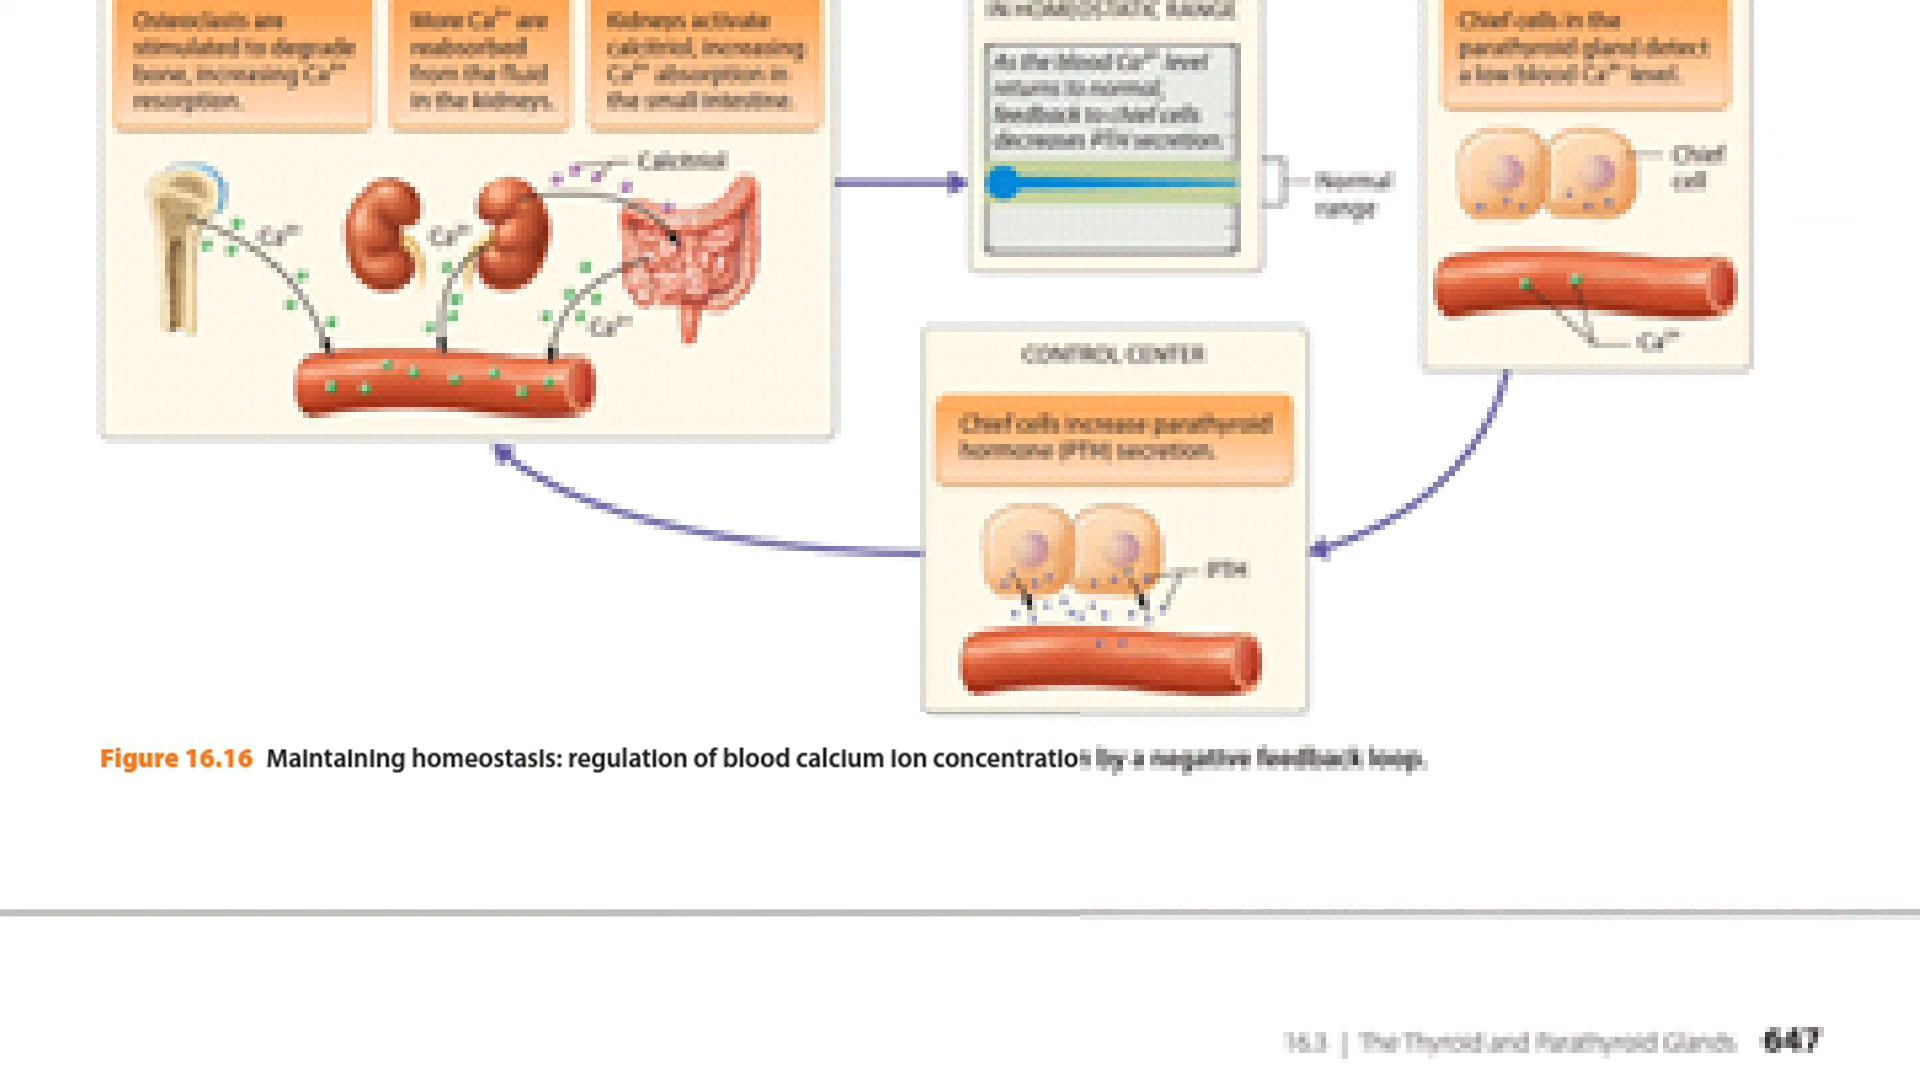 Osteoclasts are
stimulated to degrade
bone, increasing Ca²⁺
resorption.
More Ca²⁺ are
reabsorbed
from the fluid
in the kidneys.
Kidneys activate
calcitriol, increasing
Ca²⁺ absorption in
the small intestine.
Calcitriol
Ca²⁺
Ca²⁺
Ca²⁺
IN HOMEOSTATIC RANGE
As the blood Ca²⁺ level
returns to normal,
feedback to chief cells
decreases PTH secretion.
Normal
range
Chief cells in the
parathyroid gland detect
a low blood Ca²⁺ level.
Chief
cell
Ca²⁺
CONTROL CENTER
Chief cells increase parathyroid
hormone (PTH) secretion.
PTH
Figure 16.16 Maintaining homeostasis: regulation of blood calcium ion concentration by a negative feedback loop.
16.3 | The Thyroid and Parathyroid Glands 647